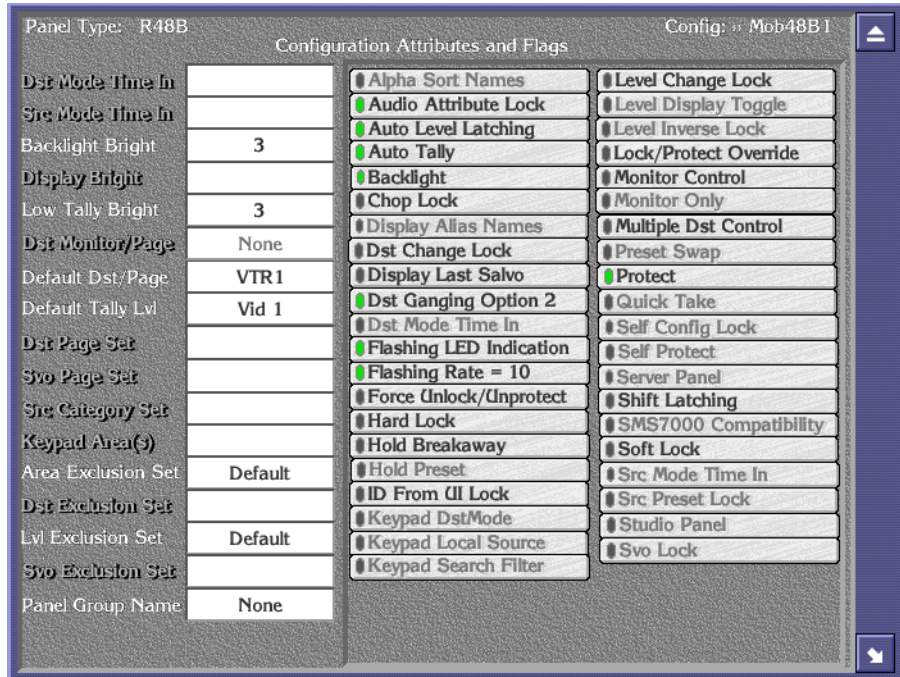 Panel Type: R48B
Config: ›› Mob48B1
Configuration Attributes and Flags
Dst Mode Time In
Src Mode Time In
Backlight Bright 3
Display Bright
Low Tally Bright 3
Dst Monitor/Page None
Default Dst/Page VTR1
Default Tally Lvl Vid 1
Dst Page Set
Svo Page Set
Src Category Set
Keypad Area(s)
Area Exclusion Set Default
Dst Exclusion Set
Lvl Exclusion Set Default
Svo Exclusion Set
Panel Group Name None
Alpha Sort Names
Audio Attribute Lock
Auto Level Latching
Auto Tally
Backlight
Chop Lock
Display Alias Names
Dst Change Lock
Display Last Salvo
Dst Ganging Option 2
Dst Mode Time In
Flashing LED Indication
Flashing Rate = 10
Force Unlock/Unprotect
Hard Lock
Hold Breakaway
Hold Preset
ID From UI Lock
Keypad DstMode
Keypad Local Source
Keypad Search Filter
Level Change Lock
Level Display Toggle
Level Inverse Lock
Lock/Protect Override
Monitor Control
Monitor Only
Multiple Dst Control
Preset Swap
Protect
Quick Take
Self Config Lock
Self Protect
Server Panel
Shift Latching
SMS7000 Compatibility
Soft Lock
Src Mode Time In
Src Preset Lock
Studio Panel
Svo Lock